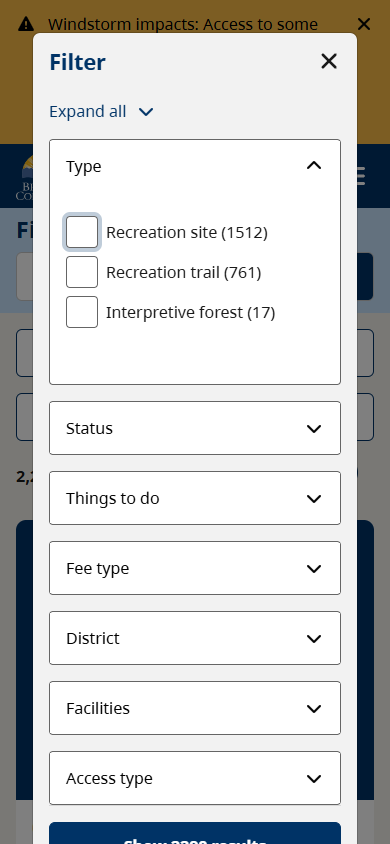 Windstorm impacts: Access to some
Filter
Expand all
Type
Recreation site (1512)
Recreation trail (761)
Interpretive forest (17)
Status
Things to do
Fee type
District
Facilities
Access type